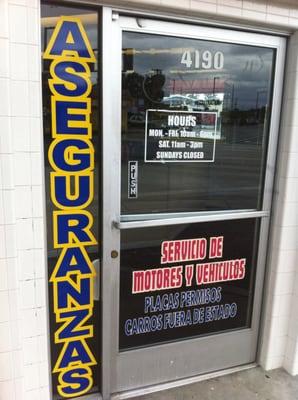 ASEGURANZAS
4190
HOURS
MON. - FRI. 10am - 6pm
SAT. 11am - 3pm
SUNDAYS CLOSED
PUSH
SERVICIO DE
MOTORES Y VEHICULOS
PLACAS PERMISOS
CARROS FUERA DE ESTADO